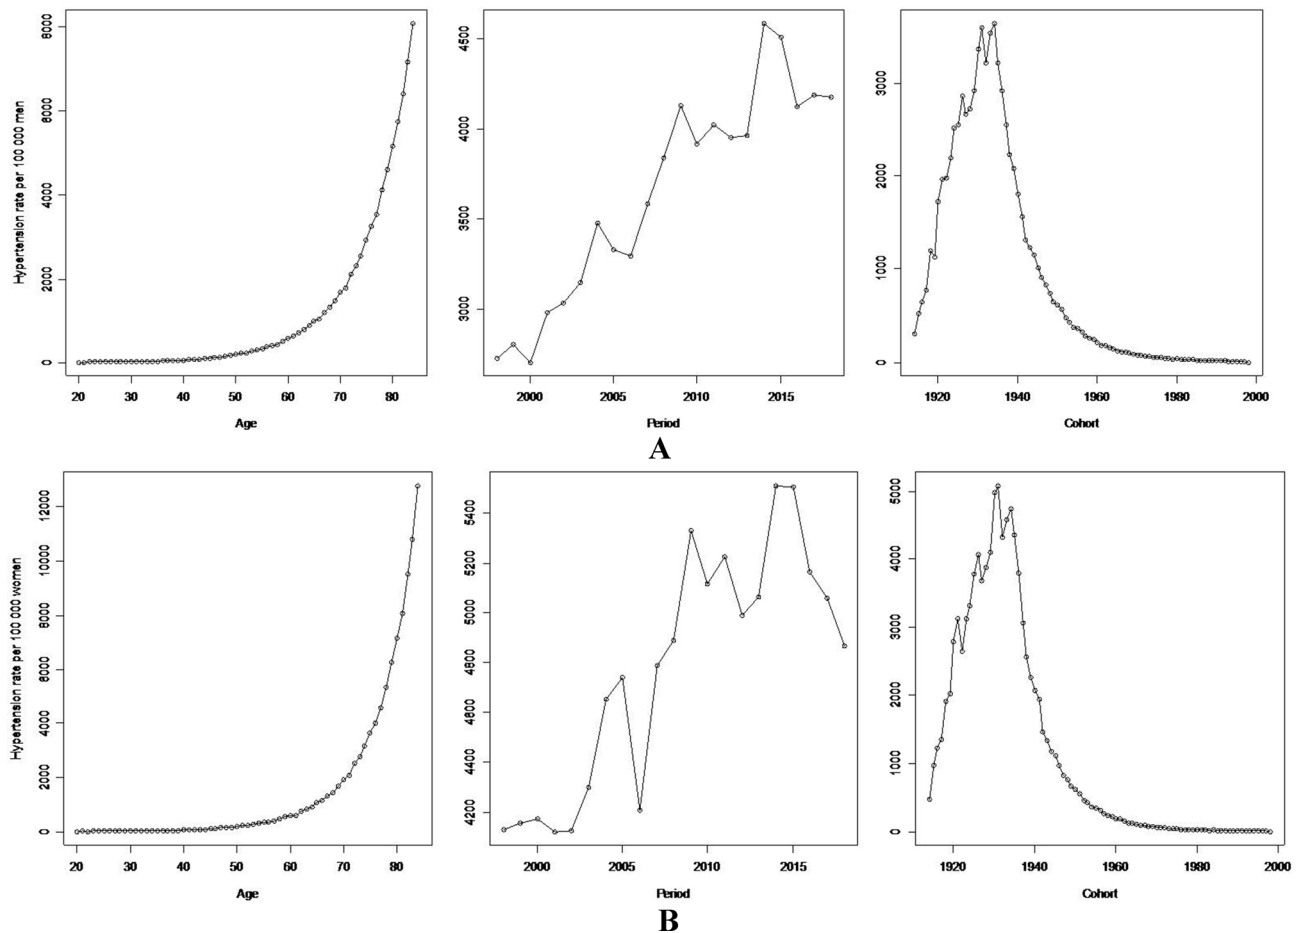 Hypertension rate per 100 000 men
0 2000 4000 6000 8000
20 30 40 50 60 70 80
Age
3000 3500 4000 4500
2000 2005 2010 2015
Period
0 1000 2000 3000
1920 1940 1960 1980 2000
Cohort
A
Hypertension rate per 100 000 women
0 2000 4000 6000 8000 10000 12000
20 30 40 50 60 70 80
Age
4200 4400 4600 4800 5000 5200 5400
2000 2005 2010 2015
Period
0 1000 2000 3000 4000 5000
1920 1940 1960 1980 2000
Cohort
B